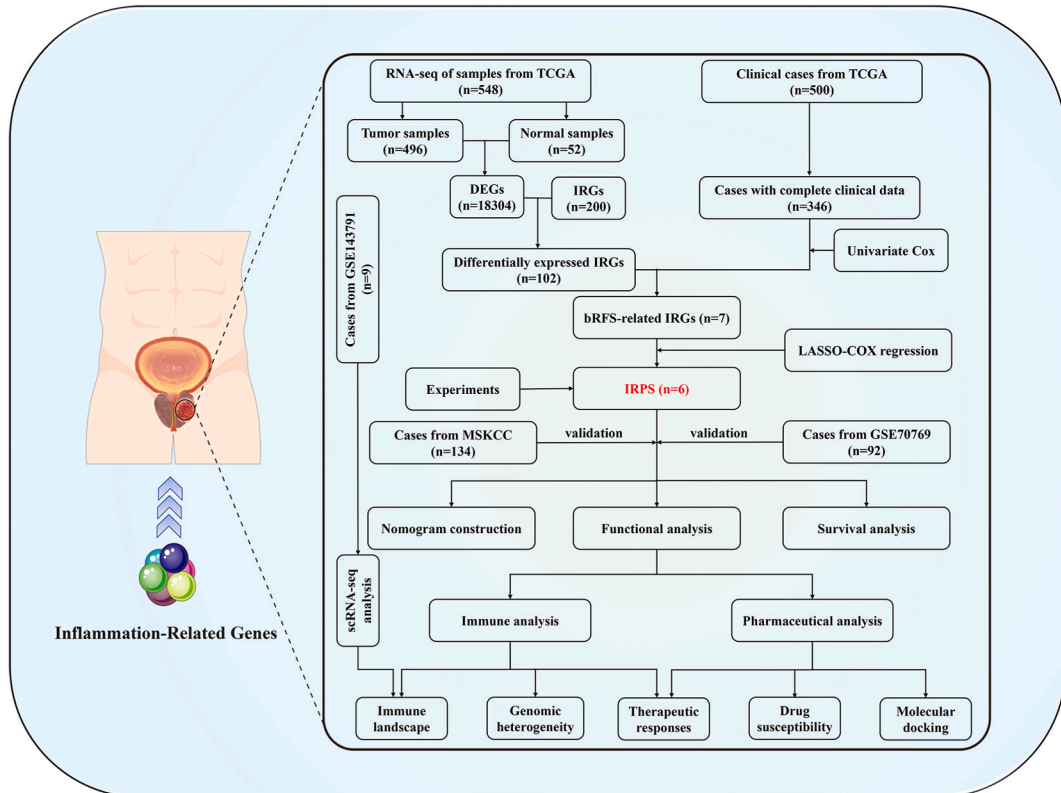 RNA-seq of samples from TCGA
(n=548)
Clinical cases from TCGA
(n=500)
Tumor samples
(n=496)
Normal samples
(n=52)
DEGs
(n=18304)
IRGs
(n=200)
Cases with complete clinical data
(n=346)
Cases from GSE143791
(n=9)
Univariate Cox
Differentially expressed IRGs
(n=102)
bRFS-related IRGs (n=7)
LASSO-COX regression
Experiments
IRPS (n=6)
Cases from MSKCC
(n=134)
validation
validation
Cases from GSE70769
(n=92)
Nomogram construction
Functional analysis
Survival analysis
scRNA-seq
analysis
Inflammation-Related Genes
Immune analysis
Pharmaceutical analysis
Immune
landscape
Genomic
heterogeneity
Therapeutic
responses
Drug
susceptibility
Molecular
docking